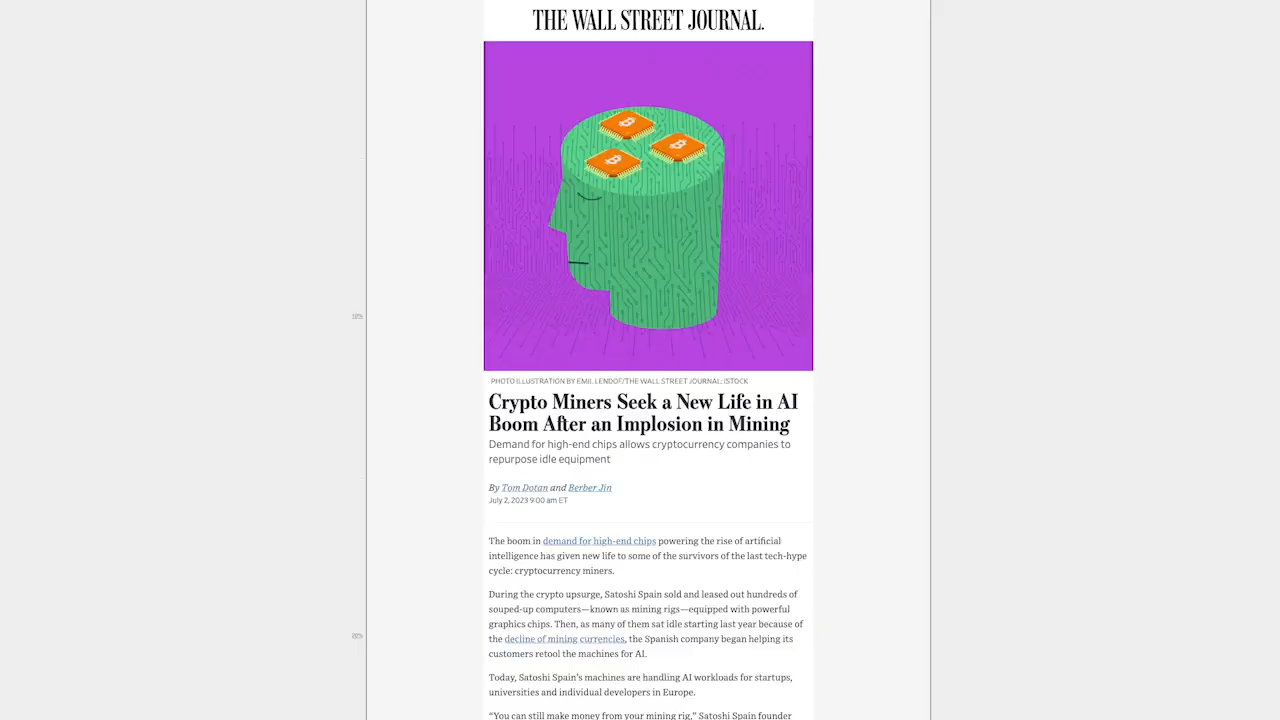 THE WALL STREET JOURNAL.
PHOTO ILLUSTRATION BY EMIL LENDOF/THE WALL STREET JOURNAL; ISTOCK
Crypto Miners Seek a New Life in AI
Boom After an Implosion in Mining
Demand for high-end chips allows cryptocurrency companies to
repurpose idle equipment
By Tom Dotan and Berber Jin
July 2, 2023 9:00 am ET
The boom in demand for high-end chips powering the rise of artificial
intelligence has given new life to some of the survivors of the last tech-hype
cycle: cryptocurrency miners.
During the crypto upsurge, Satoshi Spain sold and leased out hundreds of
souped-up computers—known as mining rigs—equipped with powerful
graphics chips. Then, as many of them sat idle starting last year because of
the decline of mining currencies, the Spanish company began helping its
customers retool the machines for AI.
Today, Satoshi Spain’s machines are handling AI workloads for startups,
universities and individual developers in Europe.
“You can still make money from your mining rig,” Satoshi Spain founder